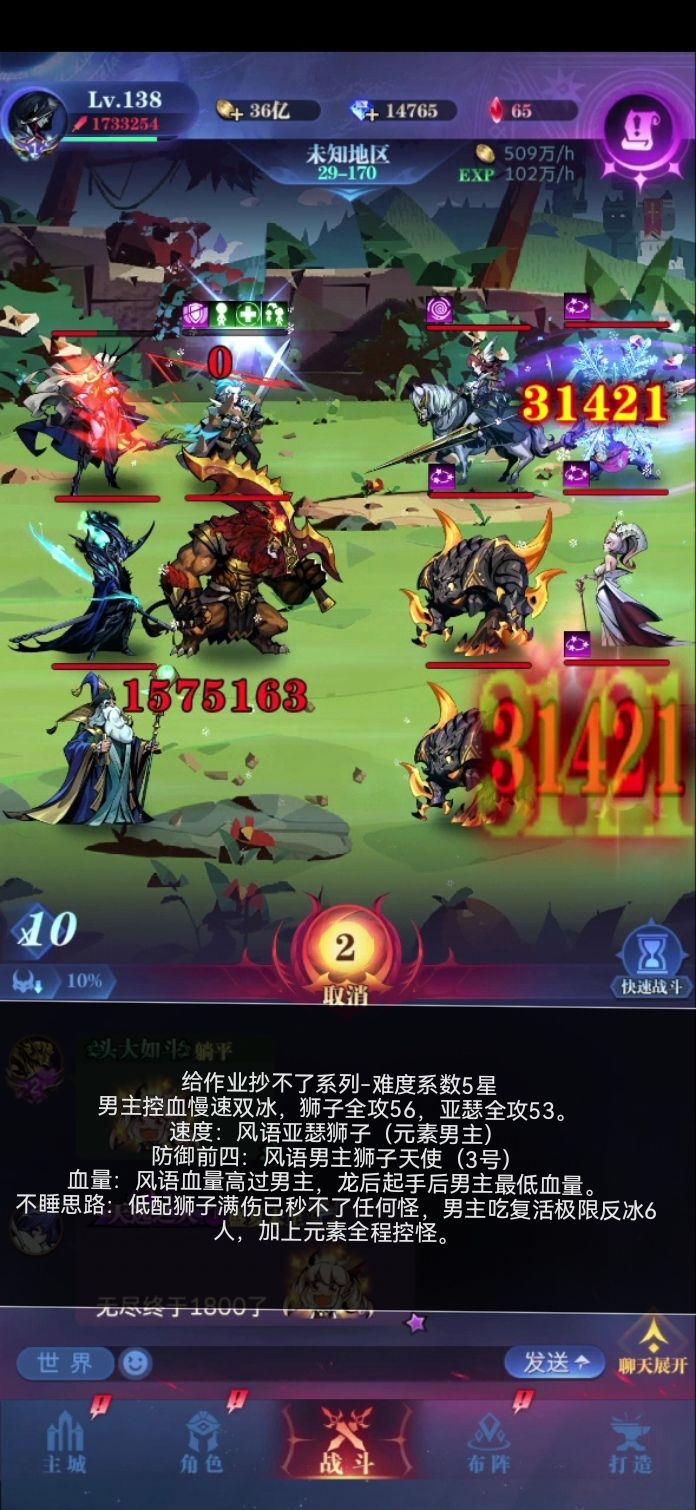 Lv.138
1733254
36亿
14765
65
1
未知地区
29-170
509万/h
EXP 102万/h
0
31421
1575163
31421
x10
2
取消
10%
快速战斗
头大如斗 躺平
给作业抄不了系列-难度系数5星
男主控血慢速双冰，狮子全攻56，亚瑟全攻53。
速度：风语亚瑟狮子（元素男主）
防御前四：风语男主狮子天使（3号）
血量：风语血量高过男主，龙后起手后男主最低血量。
不睡思路：低配狮子满伤已秒不了任何怪，男主吃复活极限反冰6
人，加上元素全程控怪。
无尽终于1800了
世界
发送
聊天展开
主城
角色
战斗
布阵
打造